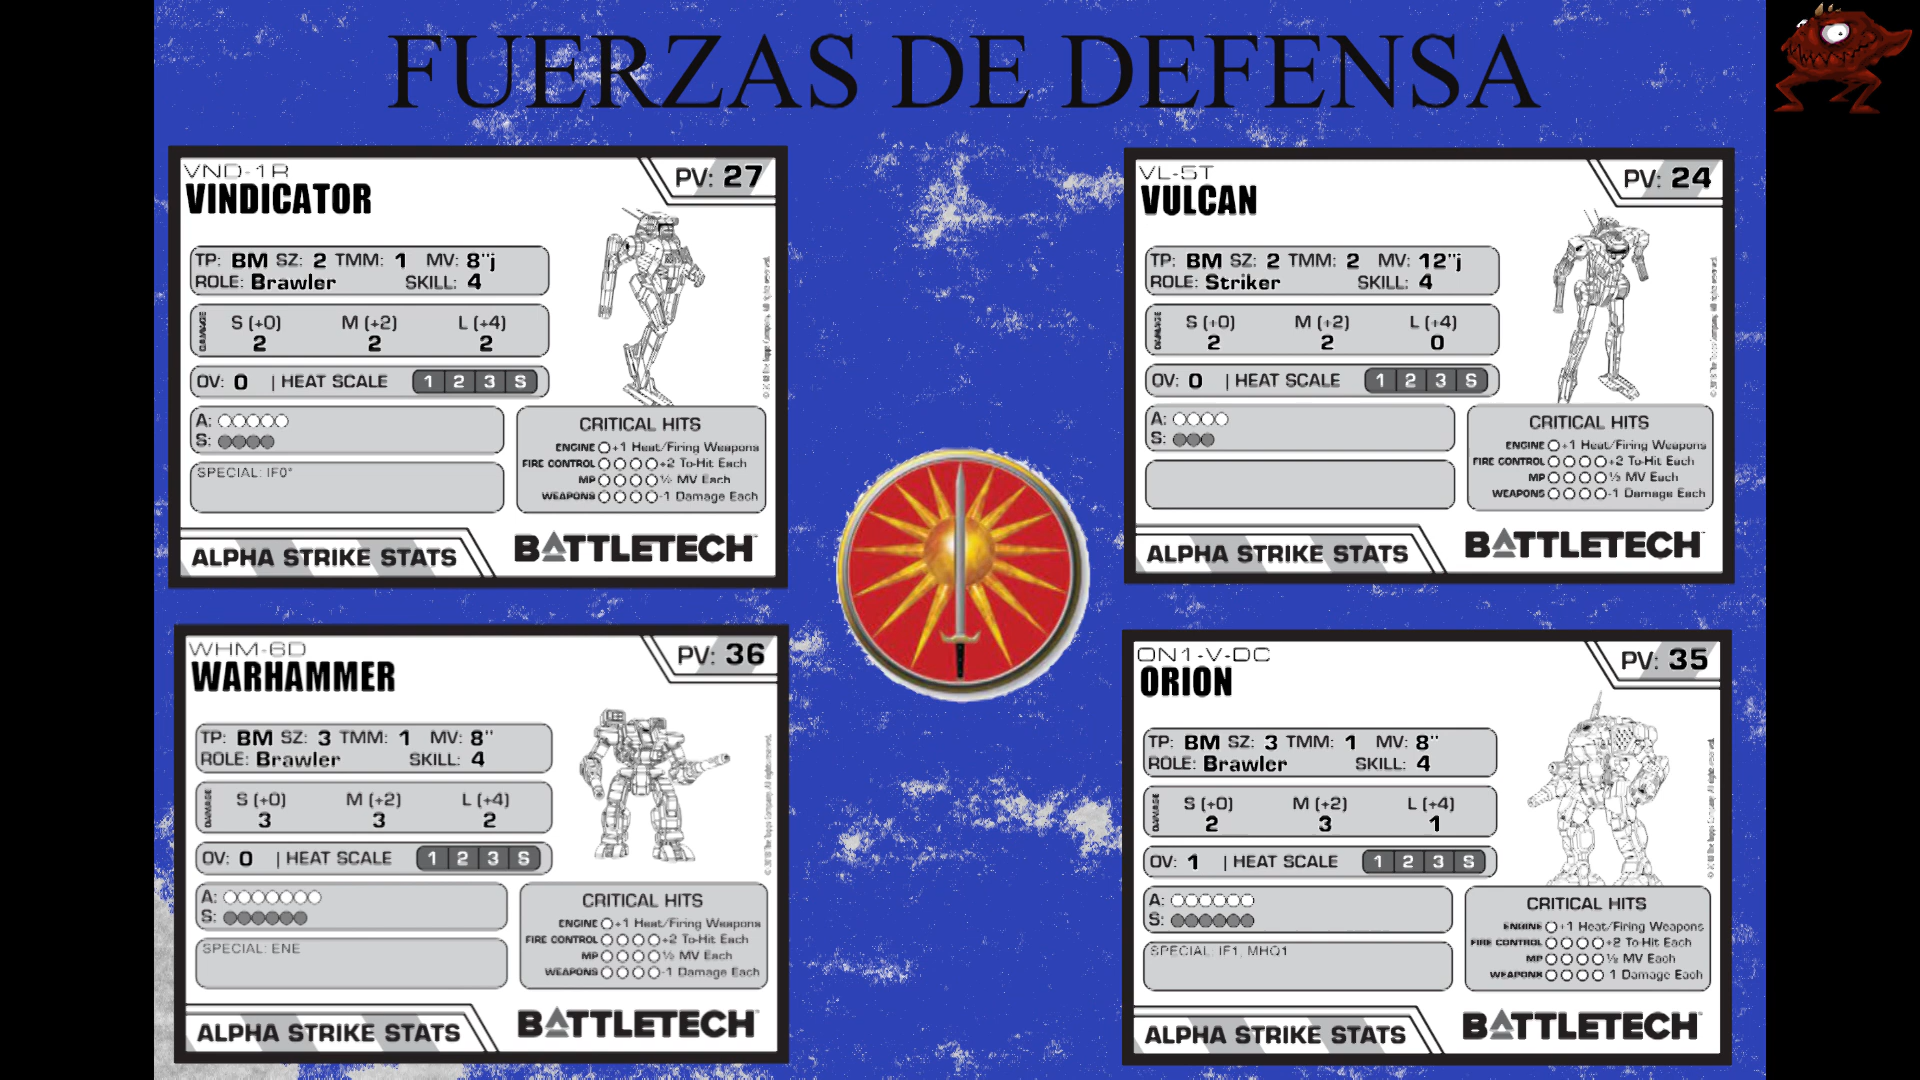 FUERZAS DE DEFENSA
VND-1R
VINDICATOR
PV: 27
TP: BM SZ: 2 TMM: 1 MV: 8"j
ROLE: Brawler SKILL: 4
DAMAGE
S (+0) M (+2) L (+4)
2 2 2
OV: 0 | HEAT SCALE 1 2 3 S
A:
S:
SPECIAL: IF0*
CRITICAL HITS
ENGINE +1 Heat/Firing Weapons
FIRE CONTROL +2 To-Hit Each
MP ½ MV Each
WEAPONS -1 Damage Each
ALPHA STRIKE STATS
BATTLETECH
VL-5T
VULCAN
PV: 24
TP: BM SZ: 2 TMM: 2 MV: 12"j
ROLE: Striker SKILL: 4
DAMAGE
S (+0) M (+2) L (+4)
2 2 0
OV: 0 | HEAT SCALE 1 2 3 S
A:
S:
CRITICAL HITS
ENGINE +1 Heat/Firing Weapons
FIRE CONTROL +2 To-Hit Each
MP ½ MV Each
WEAPONS -1 Damage Each
ALPHA STRIKE STATS
BATTLETECH
WHM-6D
WARHAMMER
PV: 36
TP: BM SZ: 3 TMM: 1 MV: 8"
ROLE: Brawler SKILL: 4
DAMAGE
S (+0) M (+2) L (+4)
3 3 2
OV: 0 | HEAT SCALE 1 2 3 S
A:
S:
SPECIAL: ENE
CRITICAL HITS
ENGINE +1 Heat/Firing Weapons
FIRE CONTROL +2 To-Hit Each
MP ½ MV Each
WEAPONS -1 Damage Each
ALPHA STRIKE STATS
BATTLETECH
ON1-V-DC
ORION
PV: 35
TP: BM SZ: 3 TMM: 1 MV: 8"
ROLE: Brawler SKILL: 4
DAMAGE
S (+0) M (+2) L (+4)
2 3 1
OV: 1 | HEAT SCALE 1 2 3 S
A:
S:
SPECIAL: IF1, MHQ1
CRITICAL HITS
ENGINE +1 Heat/Firing Weapons
FIRE CONTROL +2 To-Hit Each
MP ½ MV Each
WEAPONS -1 Damage Each
ALPHA STRIKE STATS
BATTLETECH